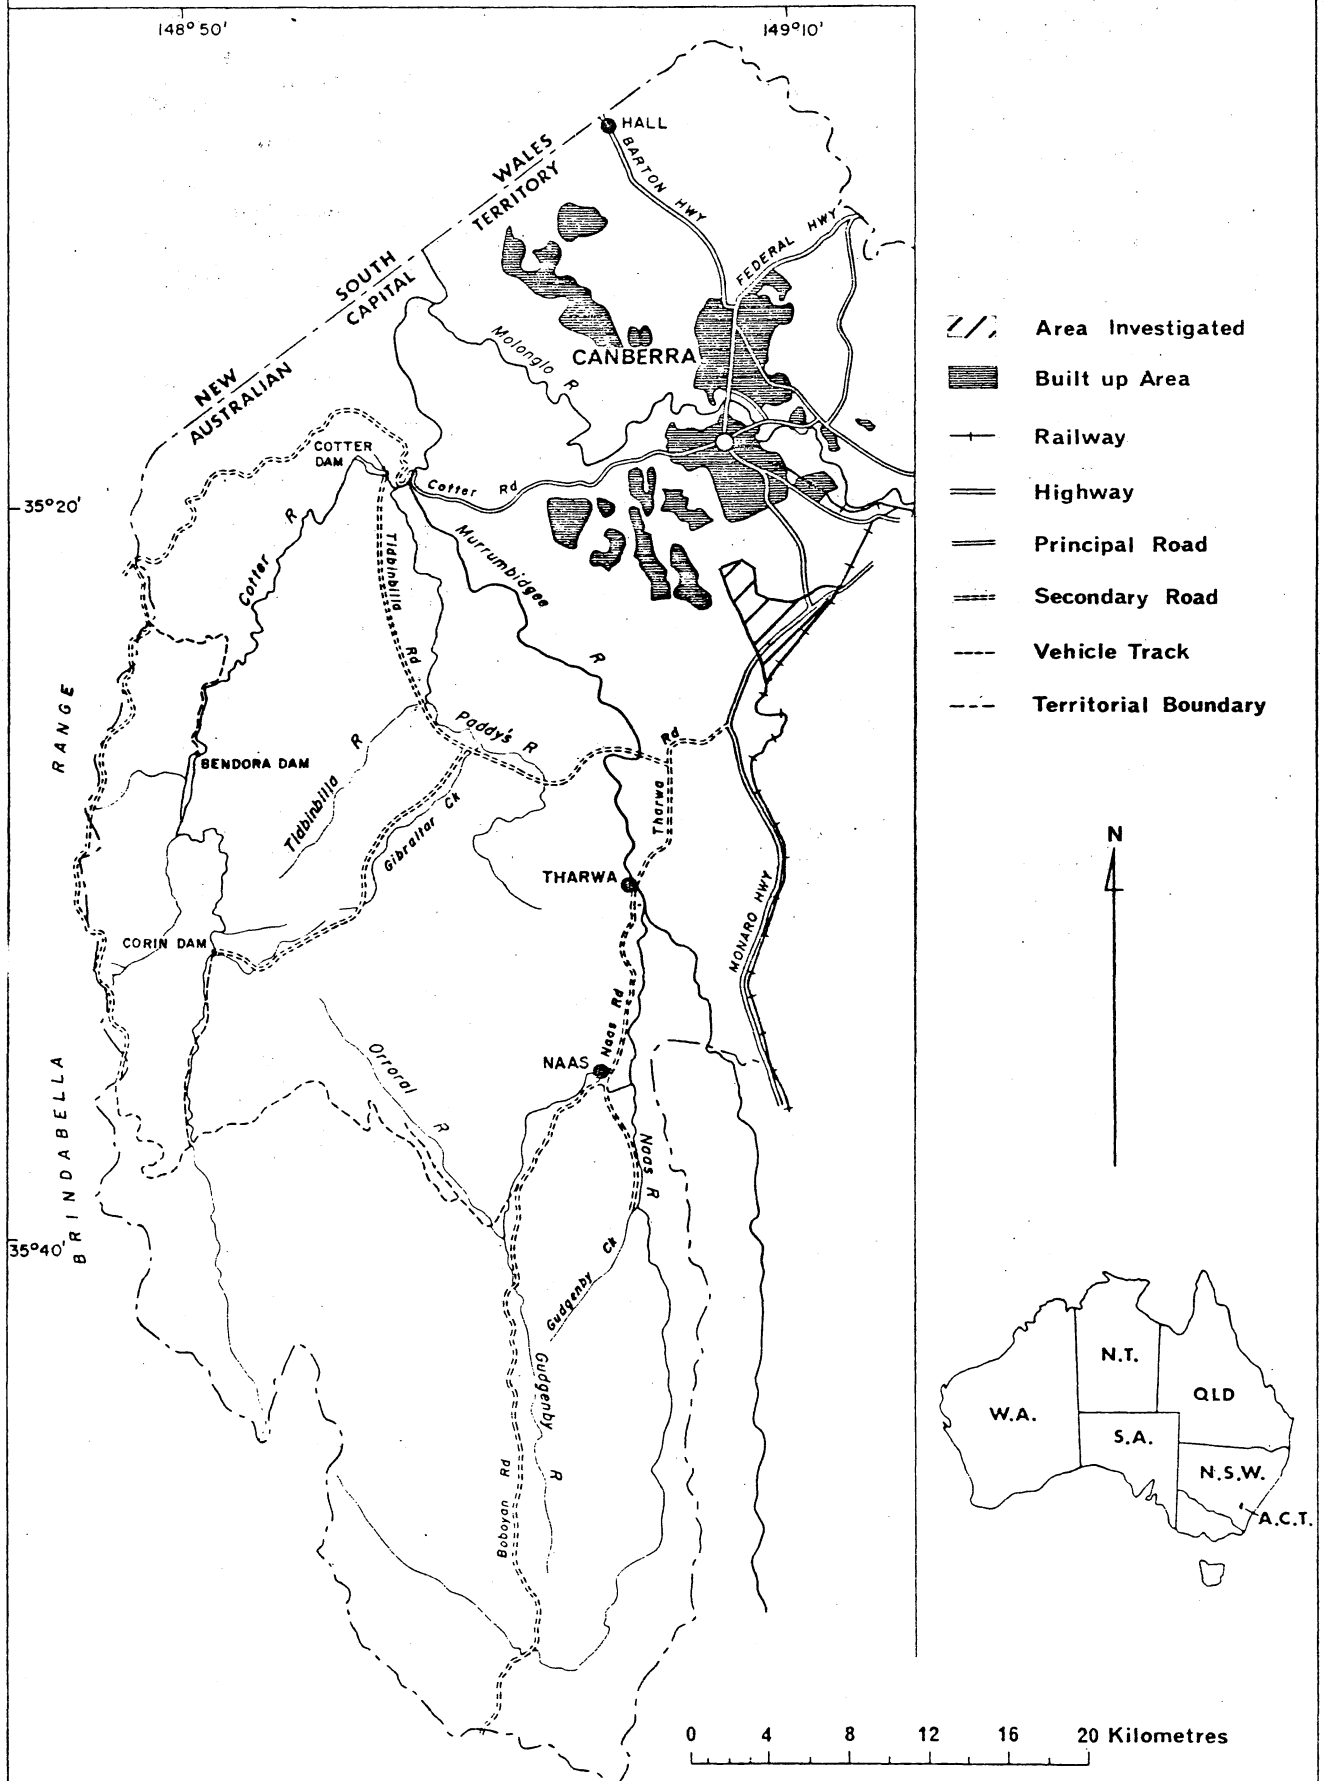 148°50'
149°10'
HALL
BARTON HWY
NEW SOUTH WALES
AUSTRALIAN CAPITAL TERRITORY
FEDERAL HWY
Molonglo R
CANBERRA
COTTER
DAM
Cotter Rd
35°20'
Cotter R
Tidbinbilla Rd
Murrumbidgee R
Paddy's R
Tharwa Rd
BENDORA DAM
Tidbinbilla R
Gibraltar Ck
THARWA
CORIN DAM
MONARO HWY
Naas Rd
NAAS
Orroral R
Naas R
BRINDABELLA RANGE
35°40'
Gudgenby Ck
Gudgenby R
Boboyan Rd
Area Investigated
Built up Area
Railway
Highway
Principal Road
Secondary Road
Vehicle Track
Territorial Boundary
N
N.T.
QLD
W.A.
S.A.
N.S.W.
A.C.T.
0 4 8 12 16 20 Kilometres